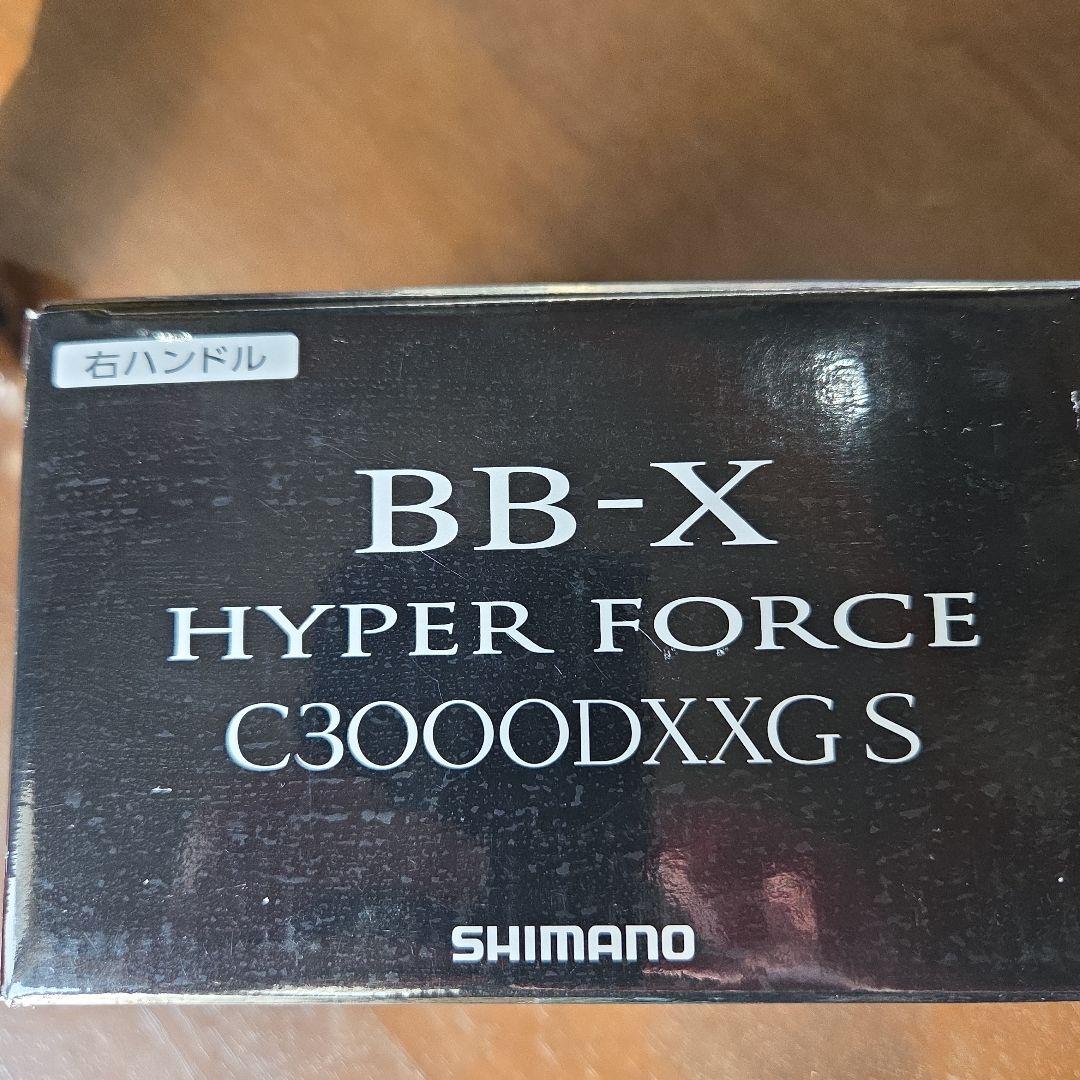 右ハンドル
BB-X
HYPER FORCE
C3000DXXG S
SHIMANO